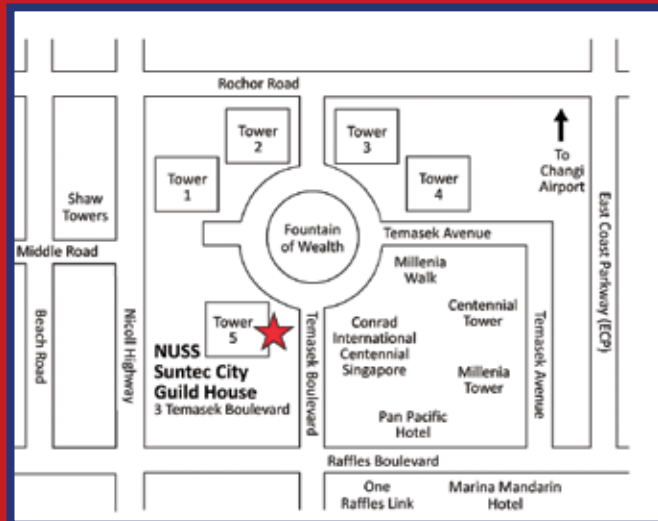 Rochor Road
Tower
2
Tower
3
Tower
1
Tower
4
To
Changi
Airport
Shaw
Towers
Fountain
of Wealth
Temasek Avenue
Middle Road
Millenia
Walk
Beach Road
Nicoll Highway
Tower
5
Temasek Boulevard
Conrad
International
Centennial
Singapore
Centennial
Tower
Temasek Avenue
East Coast Parkway (ECP)
NUSS
Suntec City
Guild House
3 Temasek Boulevard
Millenia
Tower
Pan Pacific
Hotel
Raffles Boulevard
One
Raffles Link
Marina Mandarin
Hotel